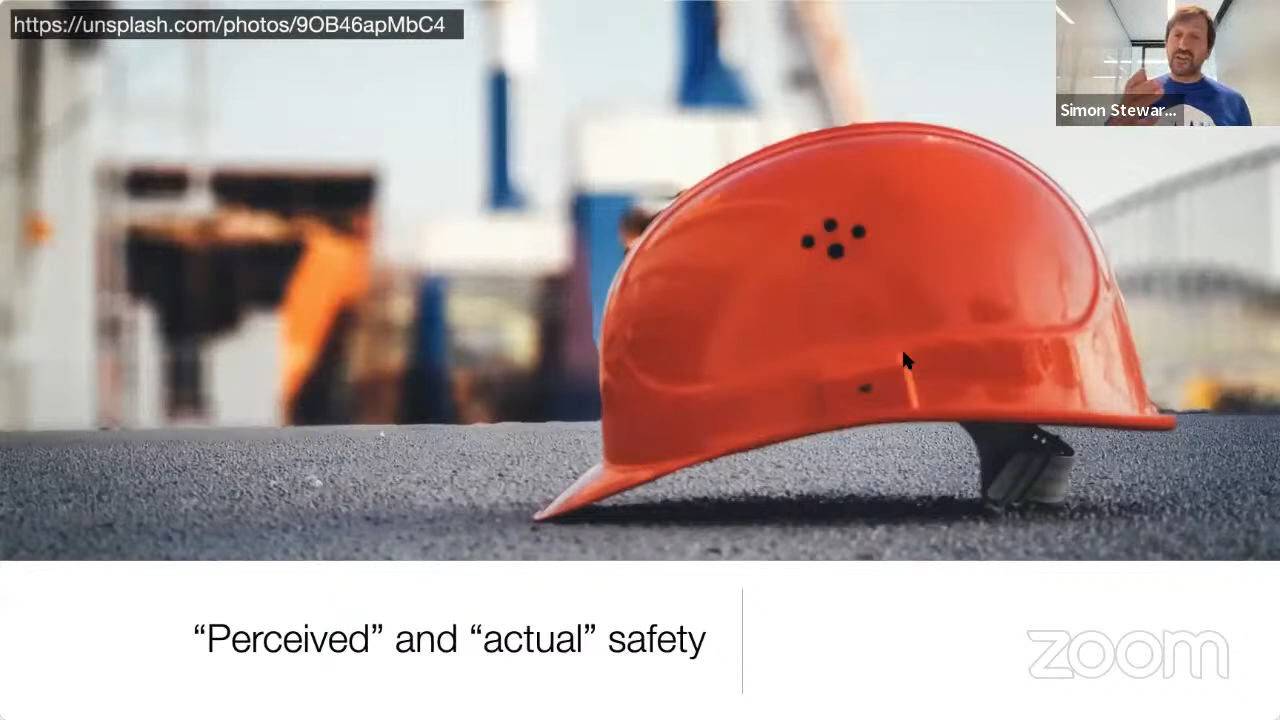 https://unsplash.com/photos/9OB46apMbC4
Simon Stewar...
“Perceived” and “actual” safety
zoom